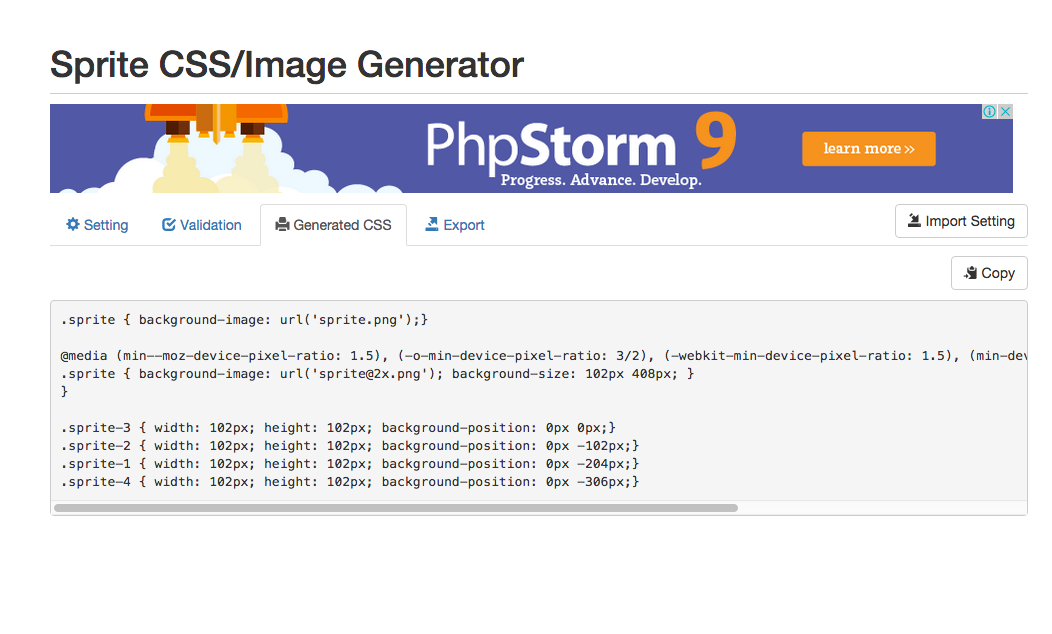 Sprite CSS/Image Generator
PhpStorm 9
Progress. Advance. Develop.
learn more >>
Setting
Validation
Generated CSS
Export
Import Setting
Copy
.sprite { background-image: url('sprite.png');}
@media (min--moz-device-pixel-ratio: 1.5), (-o-min-device-pixel-ratio: 3/2), (-webkit-min-device-pixel-ratio: 1.5), (min-dev
.sprite { background-image: url('sprite@2x.png'); background-size: 102px 408px; }
}
.sprite-3 { width: 102px; height: 102px; background-position: 0px 0px;}
.sprite-2 { width: 102px; height: 102px; background-position: 0px -102px;}
.sprite-1 { width: 102px; height: 102px; background-position: 0px -204px;}
.sprite-4 { width: 102px; height: 102px; background-position: 0px -306px;}